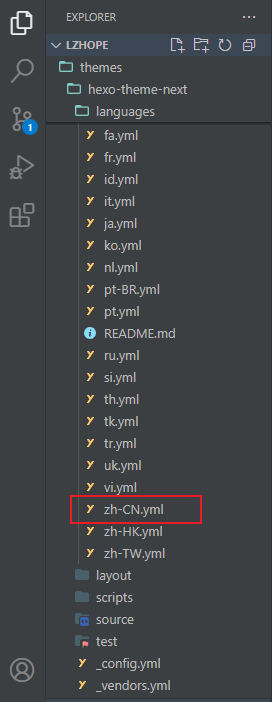 EXPLORER
LZHOPE
themes
hexo-theme-next
languages
fa.yml
fr.yml
id.yml
it.yml
ja.yml
ko.yml
nl.yml
pt-BR.yml
pt.yml
README.md
ru.yml
si.yml
th.yml
tk.yml
tr.yml
uk.yml
vi.yml
zh-CN.yml
zh-HK.yml
zh-TW.yml
layout
scripts
source
test
_config.yml
_vendors.yml
1